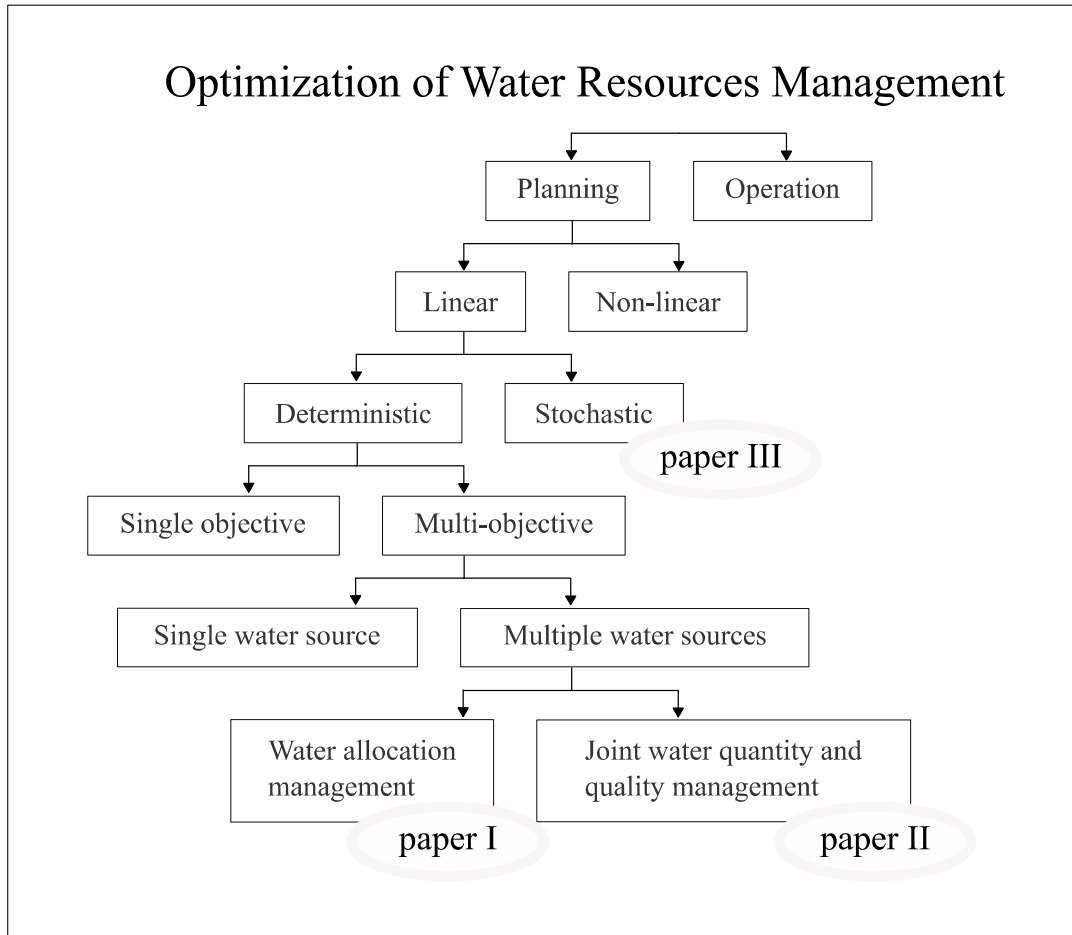 Optimization of Water Resources Management
Planning
Operation
Linear
Non-linear
Deterministic
Stochastic
paper III
Single objective
Multi-objective
Single water source
Multiple water sources
Water allocation
management
paper I
Joint water quantity and
quality management
paper II